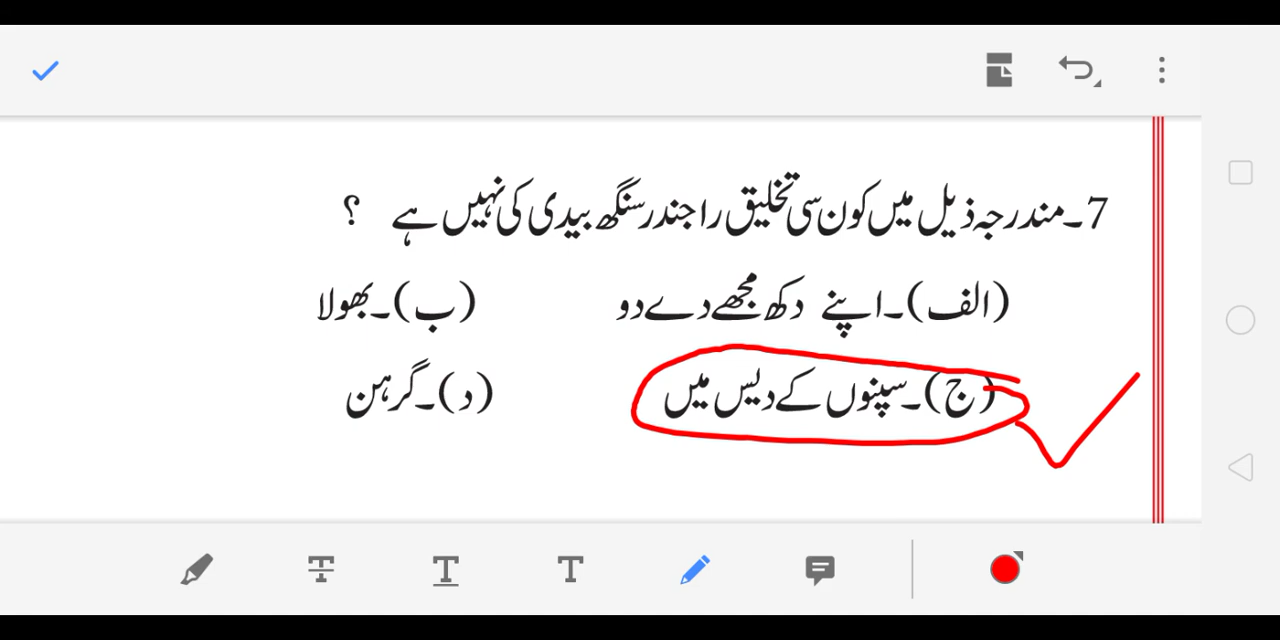 7۔مندرجہ ذیل میں کون سی تخلیق راجندر سنگھ بیدی کی نہیں ہے ؟
(الف)۔اپنے دکھ مجھے دے دو (ب)۔بھولا
(ج)۔سپنوں کے دیس میں (د)۔گرہن